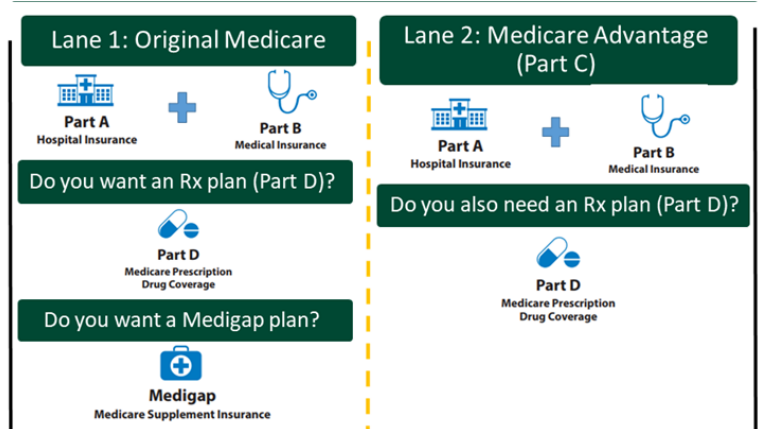 Lane 1: Original Medicare
Part A
Hospital Insurance
Part B
Medical Insurance
Do you want an Rx plan (Part D)?
Part D
Medicare Prescription
Drug Coverage
Do you want a Medigap plan?
Medigap
Medicare Supplement Insurance
Lane 2: Medicare Advantage
(Part C)
Part A
Hospital Insurance
Part B
Medical Insurance
Do you also need an Rx plan (Part D)?
Part D
Medicare Prescription
Drug Coverage